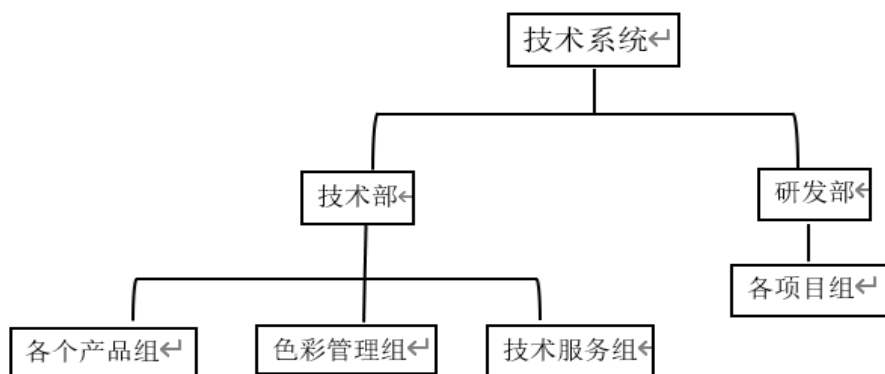 技术系统
技术部
研发部
各项目组
各个产品组
色彩管理组
技术服务组